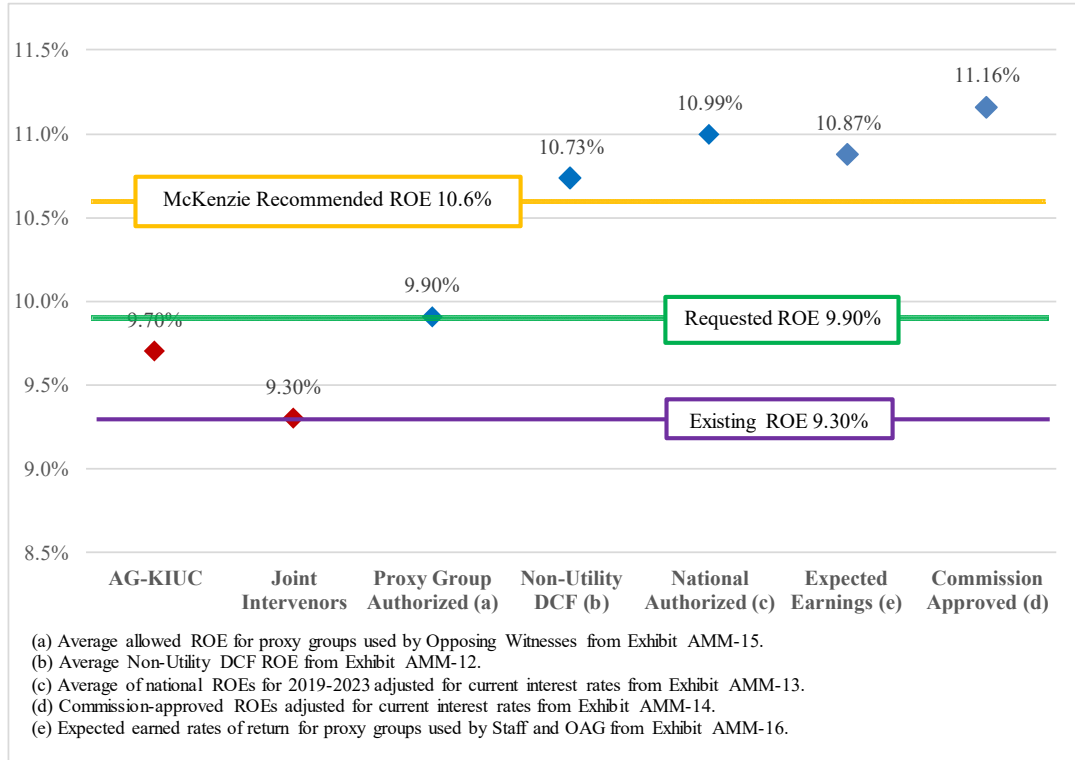 11.5%
11.16%
10.99%
11.0%
10.87%
10.73%
McKenzie Recommended ROE 10.6%
10.5%
9.90%
10.0%
Requested ROE 9.90%
9.70%
9.5%
9.30%
Existing ROE 9.30%
9.0%
8.5%
AG-KIUC Joint Proxy Group Non-Utility National Expected Commission
Intervenors Authorized (a) DCF (b) Authorized (c) Earnings (e) Approved (d)
(a) Average allowed ROE for proxy groups used by Opposing Witnesses from Exhibit AMM-15.
(b) Average Non-Utility DCF ROE from Exhibit AMM-12.
(c) Average of national ROEs for 2019-2023 adjusted for current interest rates from Exhibit AMM-13.
(d) Commission-approved ROEs adjusted for current interest rates from Exhibit AMM-14.
(e) Expected earned rates of return for proxy groups used by Staff and OAG from Exhibit AMM-16.